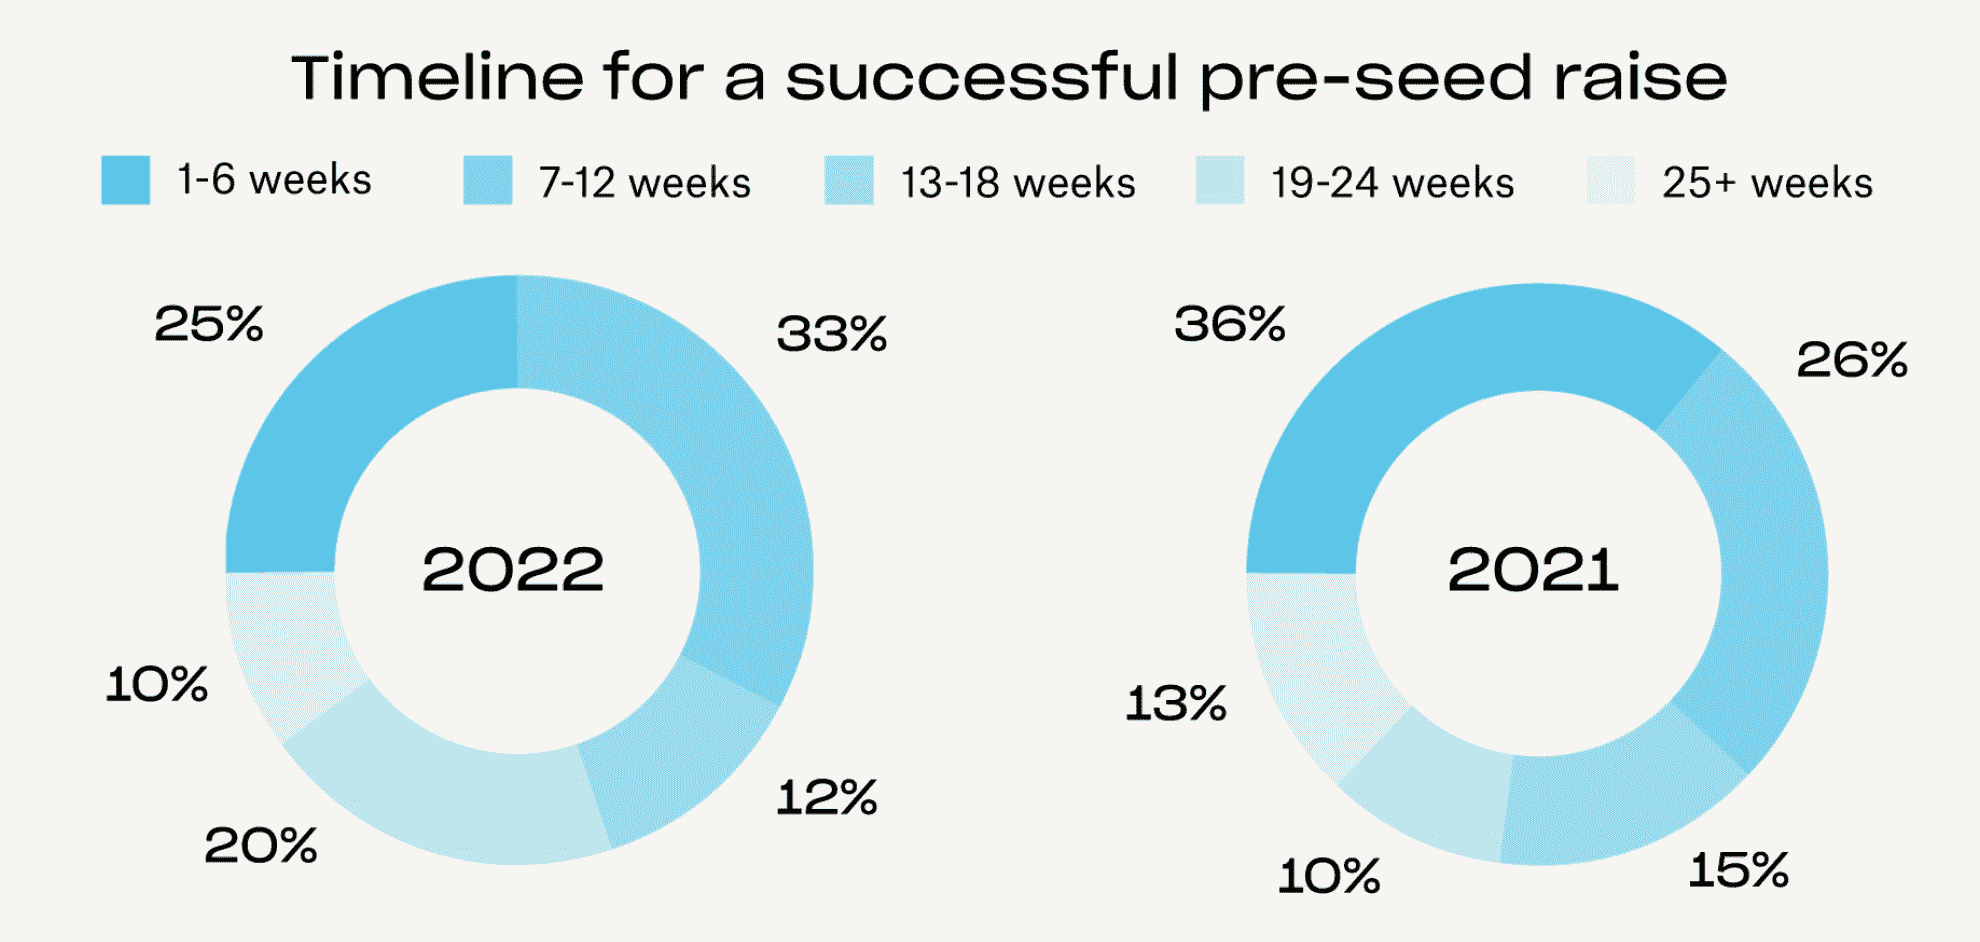 Timeline for a successful pre-seed raise
1-6 weeks
7-12 weeks
13-18 weeks
19-24 weeks
25+ weeks
25%
33%
2022
10%
12%
20%
36%
26%
2021
13%
10%
15%